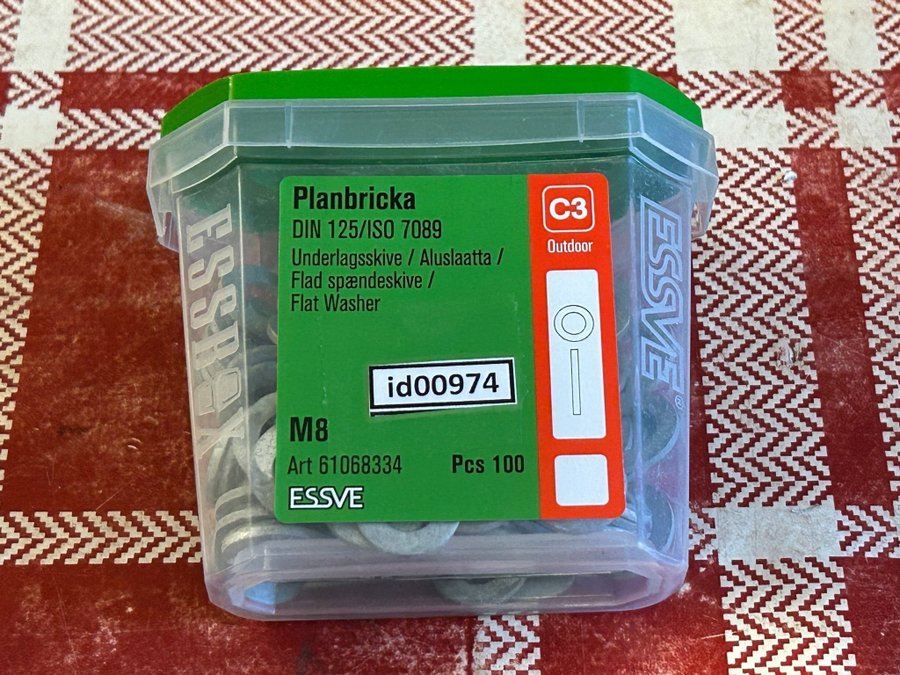 Planbricka
DIN 125/ISO 7089
Underlagsskive / Aluslaatta /
Flad spændeskive /
Flat Washer
C3
Outdoor
id00974
M8
Art 61068334
Pcs 100
ESSVE
ESSBOX
ESSVE®